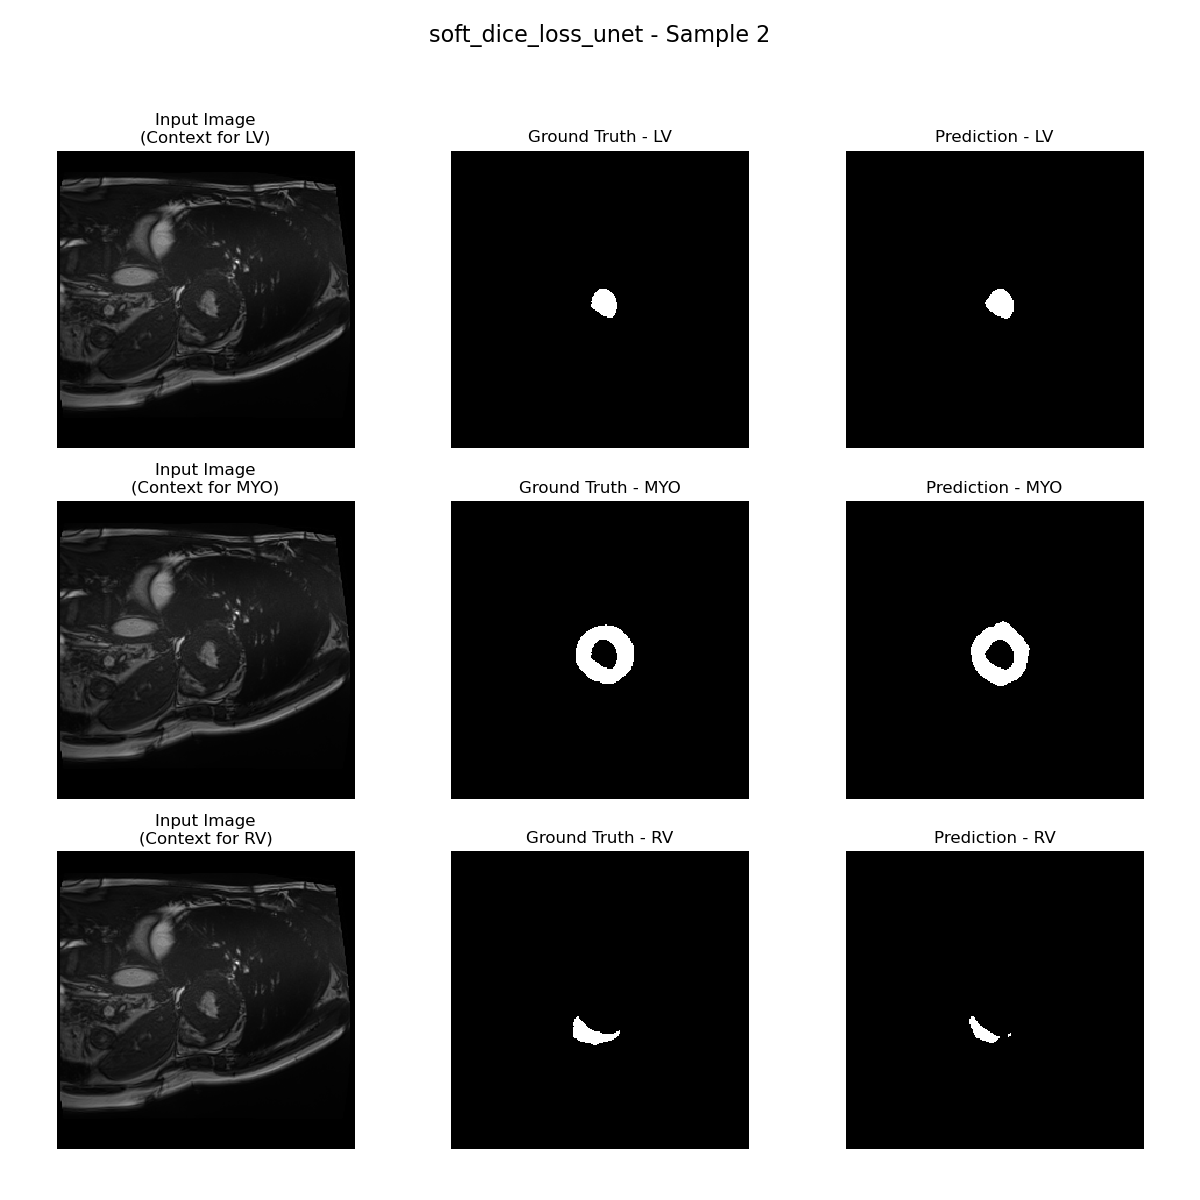 soft_dice_loss_unet - Sample 2
Input Image
(Context for LV)
Ground Truth - LV
Prediction - LV
Input Image
(Context for MYO)
Ground Truth - MYO
Prediction - MYO
Input Image
(Context for RV)
Ground Truth - RV
Prediction - RV